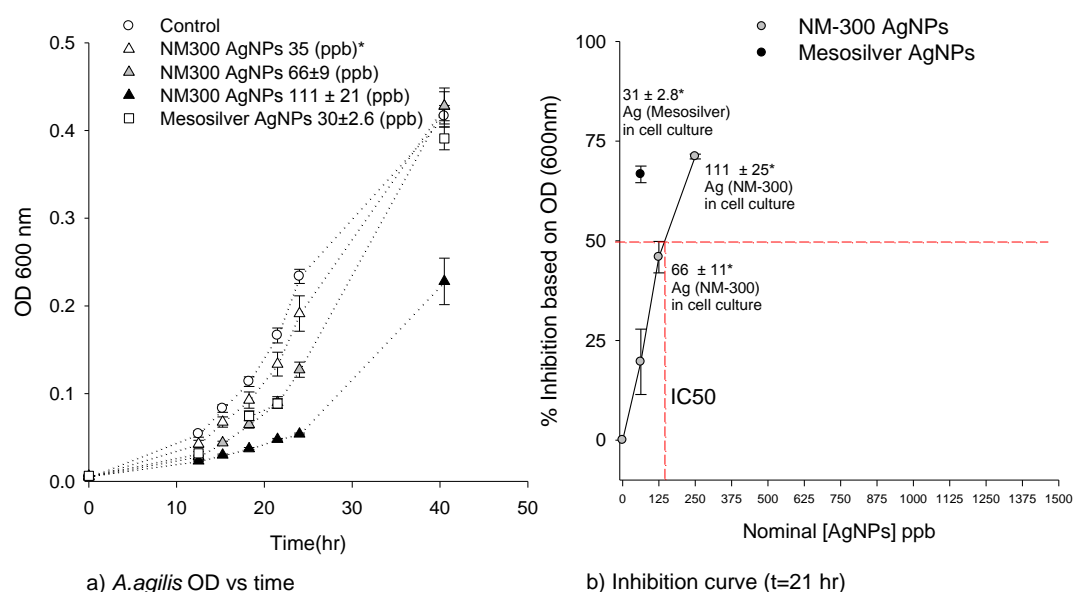 Control
NM300 AgNPs 35 (ppb)*
NM300 AgNPs 66±9 (ppb)
NM300 AgNPs 111 ± 21 (ppb)
Mesosilver AgNPs 30±2.6 (ppb)
OD 600 nm
0.5
0.4
0.3
0.2
0.1
0.0
0 10 20 30 40 50
Time(hr)
a) A.agilis OD vs time
NM-300 AgNPs
Mesosilver AgNPs
% Inhibition based on OD (600nm)
100
75
50
25
0
31 ± 2.8*
Ag (Mesosilver)
in cell culture
111 ± 25*
Ag (NM-300)
in cell culture
66 ± 11*
Ag (NM-300)
in cell culture
IC50
0 125 250 375 500 625 750 875 1000 1125 1250 1375 1500
Nominal [AgNPs] ppb
b) Inhibition curve (t=21 hr)